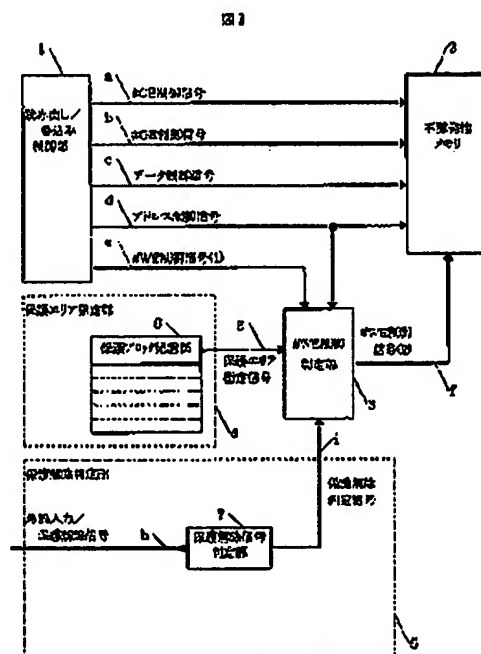 1
a
#CE制御信号
2
読み出し/
書込み
制御部
b
#OE制御信号
不揮発性
メモリ
c
データ制御信号
d
アドレス制御信号
e
#WE制御信号(1)
保護エリア指定部
6
保護ブロック記憶部
g
保護エリア
指定信号
#WE制御
判定部
#WE制御
信号(2)
f
3
4
i
保護解除判定部
保護解除
判定信号
外部入力/
保護解除信号
h
7
保護解除信号
判定部
5